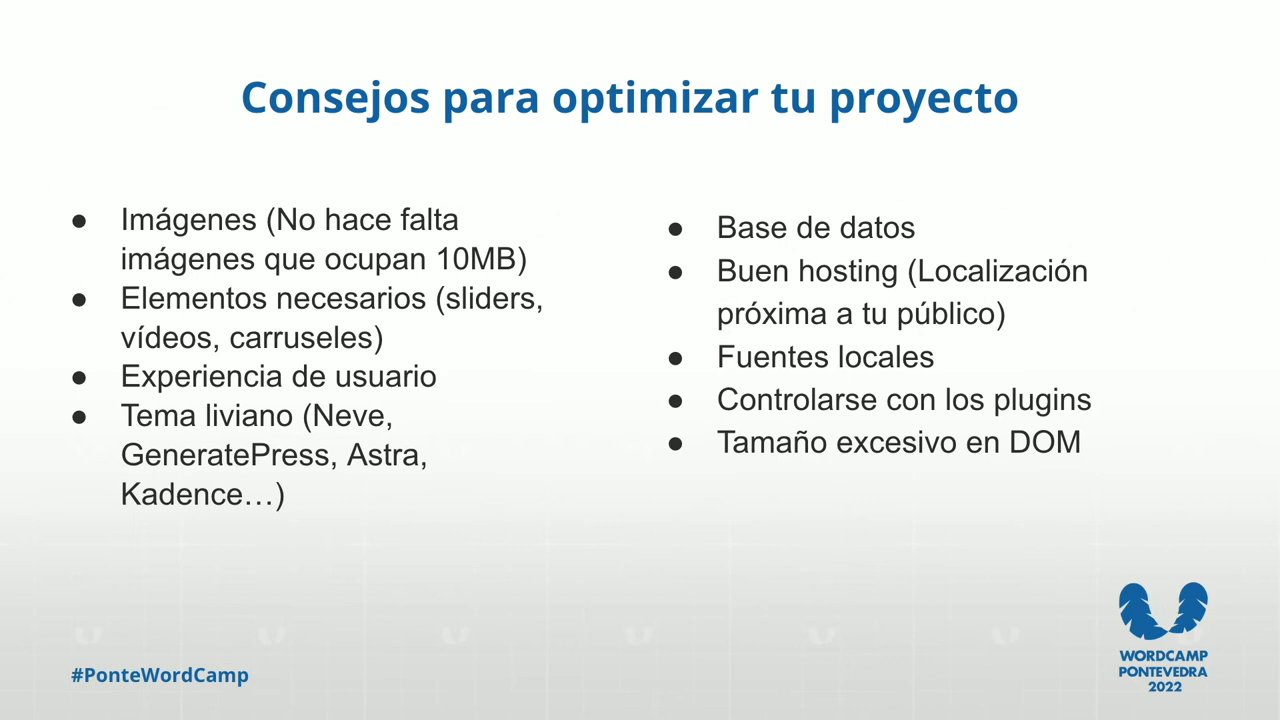 Consejos para optimizar tu proyecto
● Imágenes (No hace falta
imágenes que ocupan 10MB)
● Elementos necesarios (sliders,
vídeos, carruseles)
● Experiencia de usuario
● Tema liviano (Neve,
GeneratePress, Astra,
Kadence…)
● Base de datos
● Buen hosting (Localización
próxima a tu público)
● Fuentes locales
● Controlarse con los plugins
● Tamaño excesivo en DOM
#PonteWordCamp
WORDCAMP
PONTEVEDRA
2022